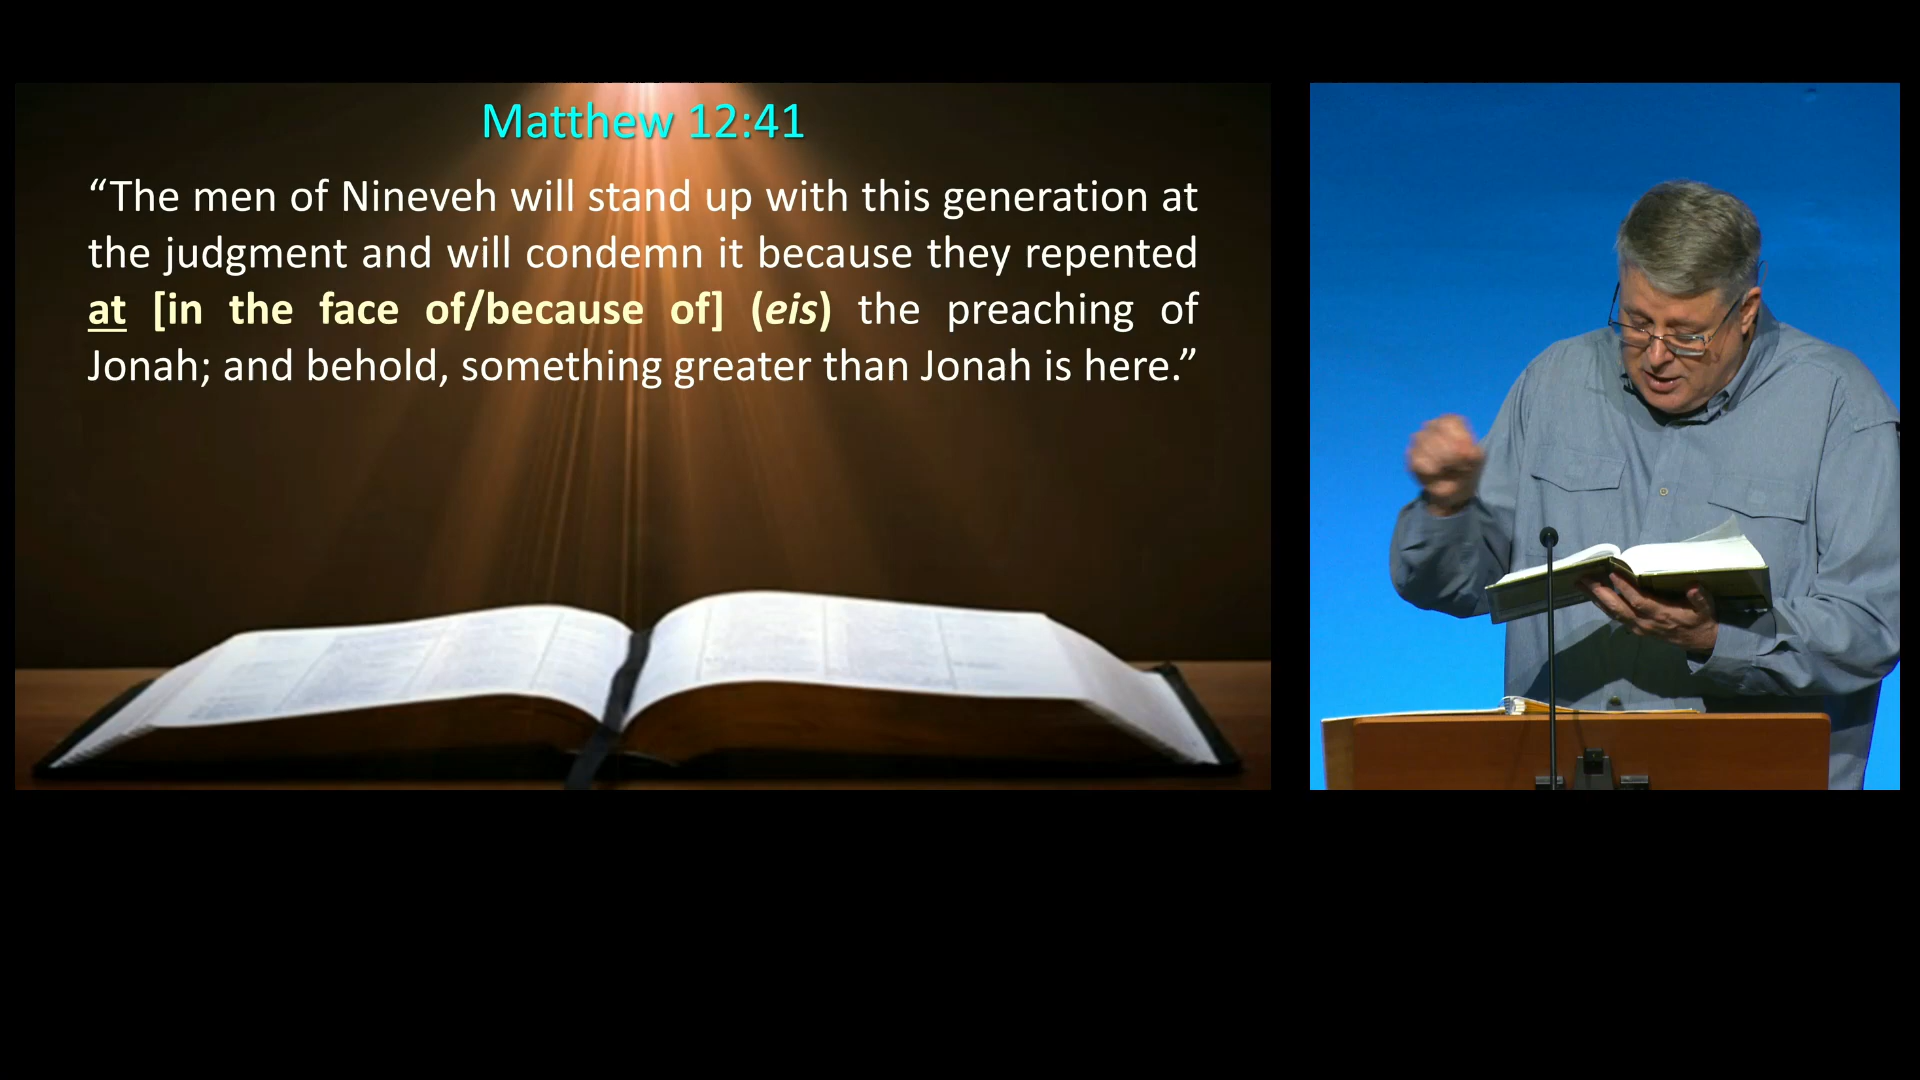 Matthew 12:41
“The men of Nineveh will stand up with this generation at
the judgment and will condemn it because they repented
at [in the face of/because of] (eis) the preaching of
Jonah; and behold, something greater than Jonah is here.”